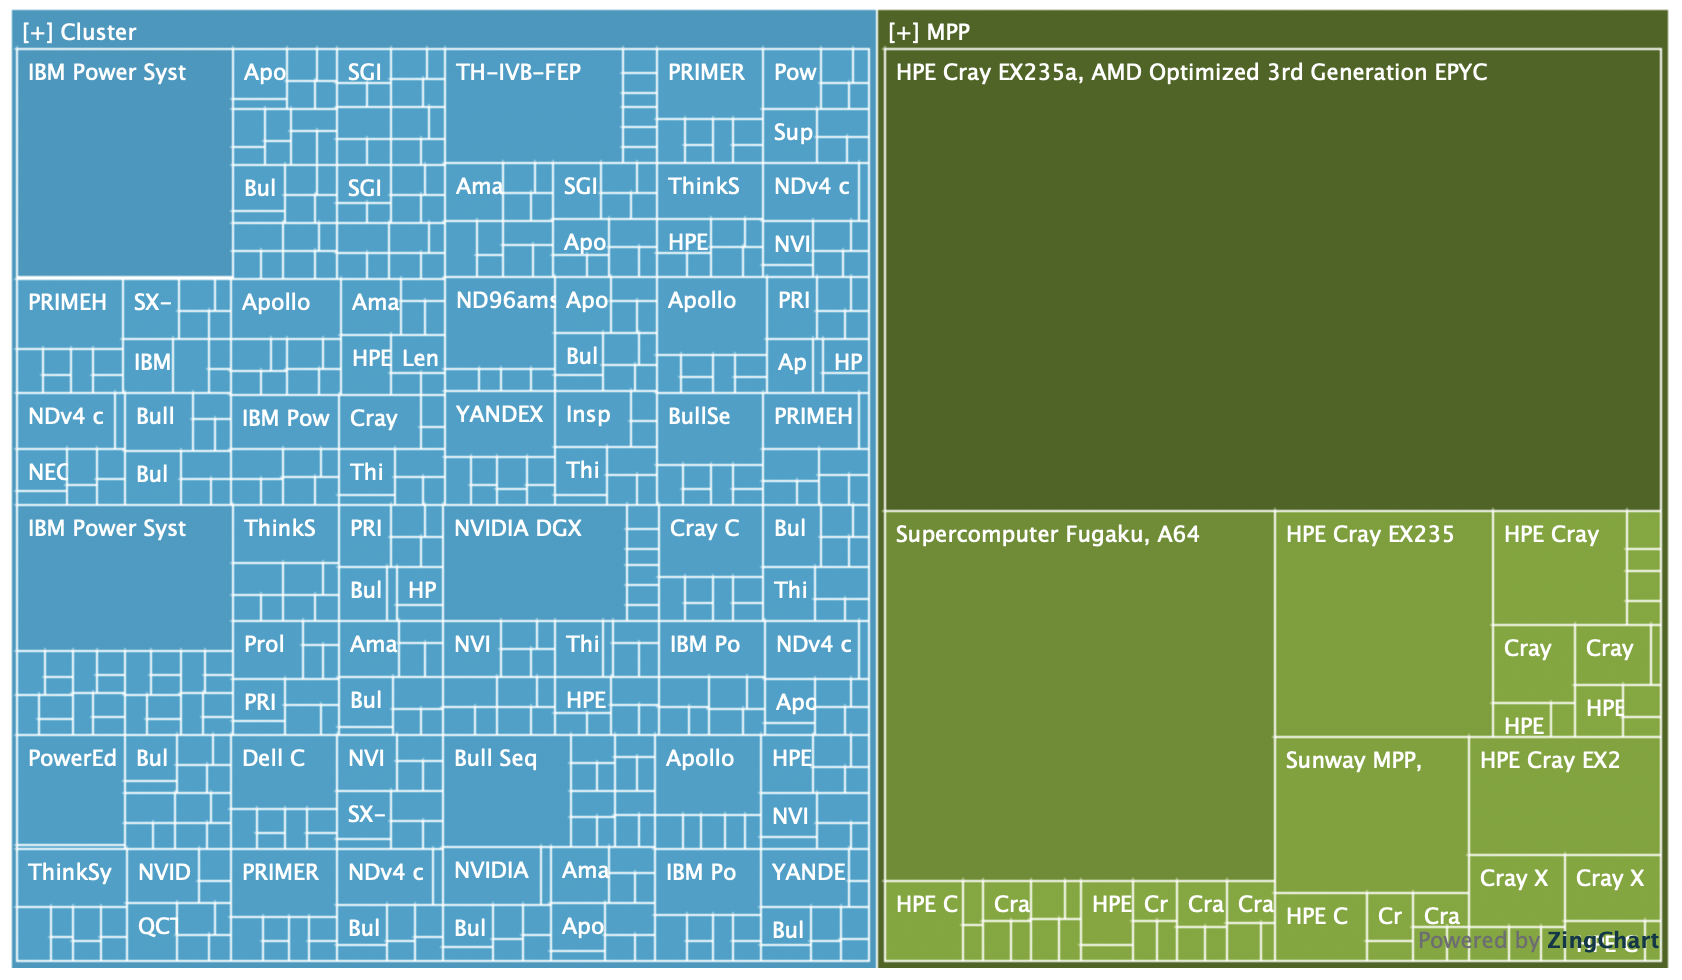 [+] Cluster
IBM Power Syst
Apo
SGI
TH-IVB-FEP
PRIMER
Pow
Sup
Bul
SGI
Ama
SGI
ThinkS
NDv4 c
Apo
HPE
NVI
PRIMEH
SX-
Apollo
Ama
ND96ams
Apo
Apollo
PRI
IBM
HPE
Len
Bul
Ap
HP
NDv4 c
Bull
IBM Pow
Cray
YANDEX
Insp
BullSe
PRIMEH
NEC
Bul
Thi
Thi
IBM Power Syst
ThinkS
PRI
NVIDIA DGX
Cray C
Bul
Bul
HP
Thi
Prol
Ama
NVI
Thi
IBM Po
NDv4 c
PRI
Bul
HPE
Apo
PowerEd
Bul
Dell C
NVI
Bull Seq
Apollo
HPE
SX-
NVI
ThinkSy
NVID
PRIMER
NDv4 c
NVIDIA
Ama
IBM Po
YANDE
QCT
Bul
Bul
Apo
Bul
[+] MPP
HPE Cray EX235a, AMD Optimized 3rd Generation EPYC
Supercomputer Fugaku, A64
HPE Cray EX235
HPE Cray
Cray
Cray
HPE
HPE
Sunway MPP,
HPE Cray EX2
Cray X
Cray X
HPE C
Cra
HPE
Cr
Cra
Cra
HPE C
Cr
Cra
HPE C
Powered by ZingChart